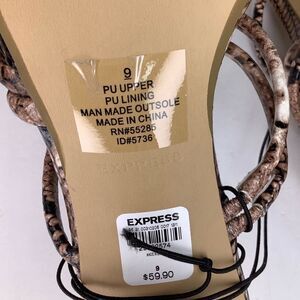 9
PU UPPER
PU LINING
MAN MADE OUTSOLE
MADE IN CHINA
RN#55285
ID#5736
EXPRESS
EXPRESS
9
$59.90